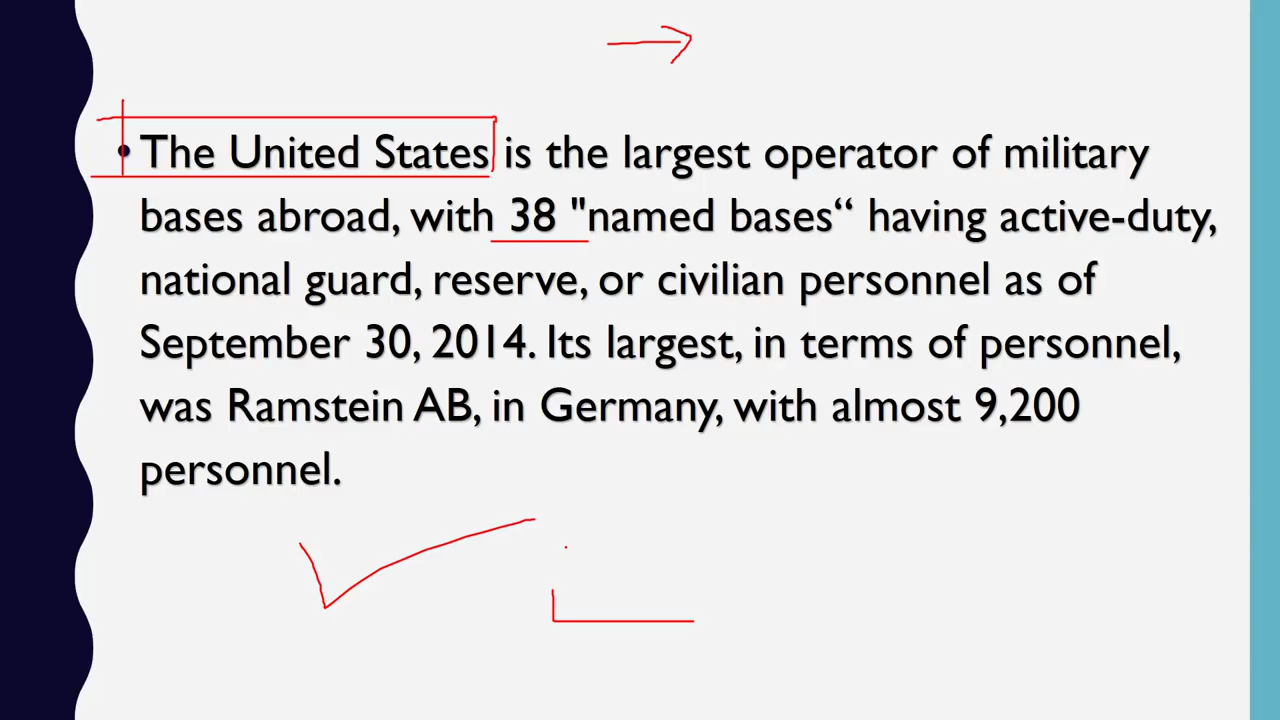 • The United States is the largest operator of military
bases abroad, with 38 "named bases“ having active-duty,
national guard, reserve, or civilian personnel as of
September 30, 2014. Its largest, in terms of personnel,
was Ramstein AB, in Germany, with almost 9,200
personnel.